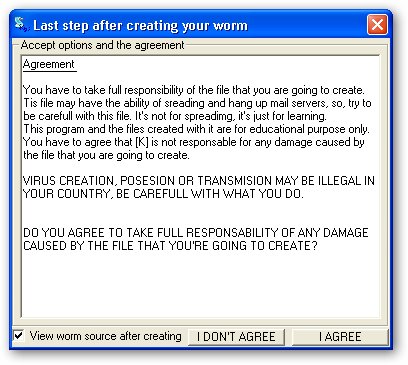 Last step after creating your worm
Accept options and the agreement
Agreement
You have to take full responsibility of the file that you are going to create.
Tis file may have the ability of sreading and hang up mail servers, so, try to
be carefull with this file. It's not for spreadimg, it's just for learning.
This program and the files created with it are for educational purpose only.
You have to agree that [K] is not responsable for any damage caused by
the file that you are going to create.
VIRUS CREATION, POSESION OR TRANSMISION MAY BE ILLEGAL IN
YOUR COUNTRY, BE CAREFULL WITH WHAT YOU DO.
DO YOU AGREE TO TAKE FULL RESPONSABILITY OF ANY DAMAGE
CAUSED BY THE FILE THAT YOU'RE GOING TO CREATE?
View worm source after creating
I DON'T AGREE
I AGREE